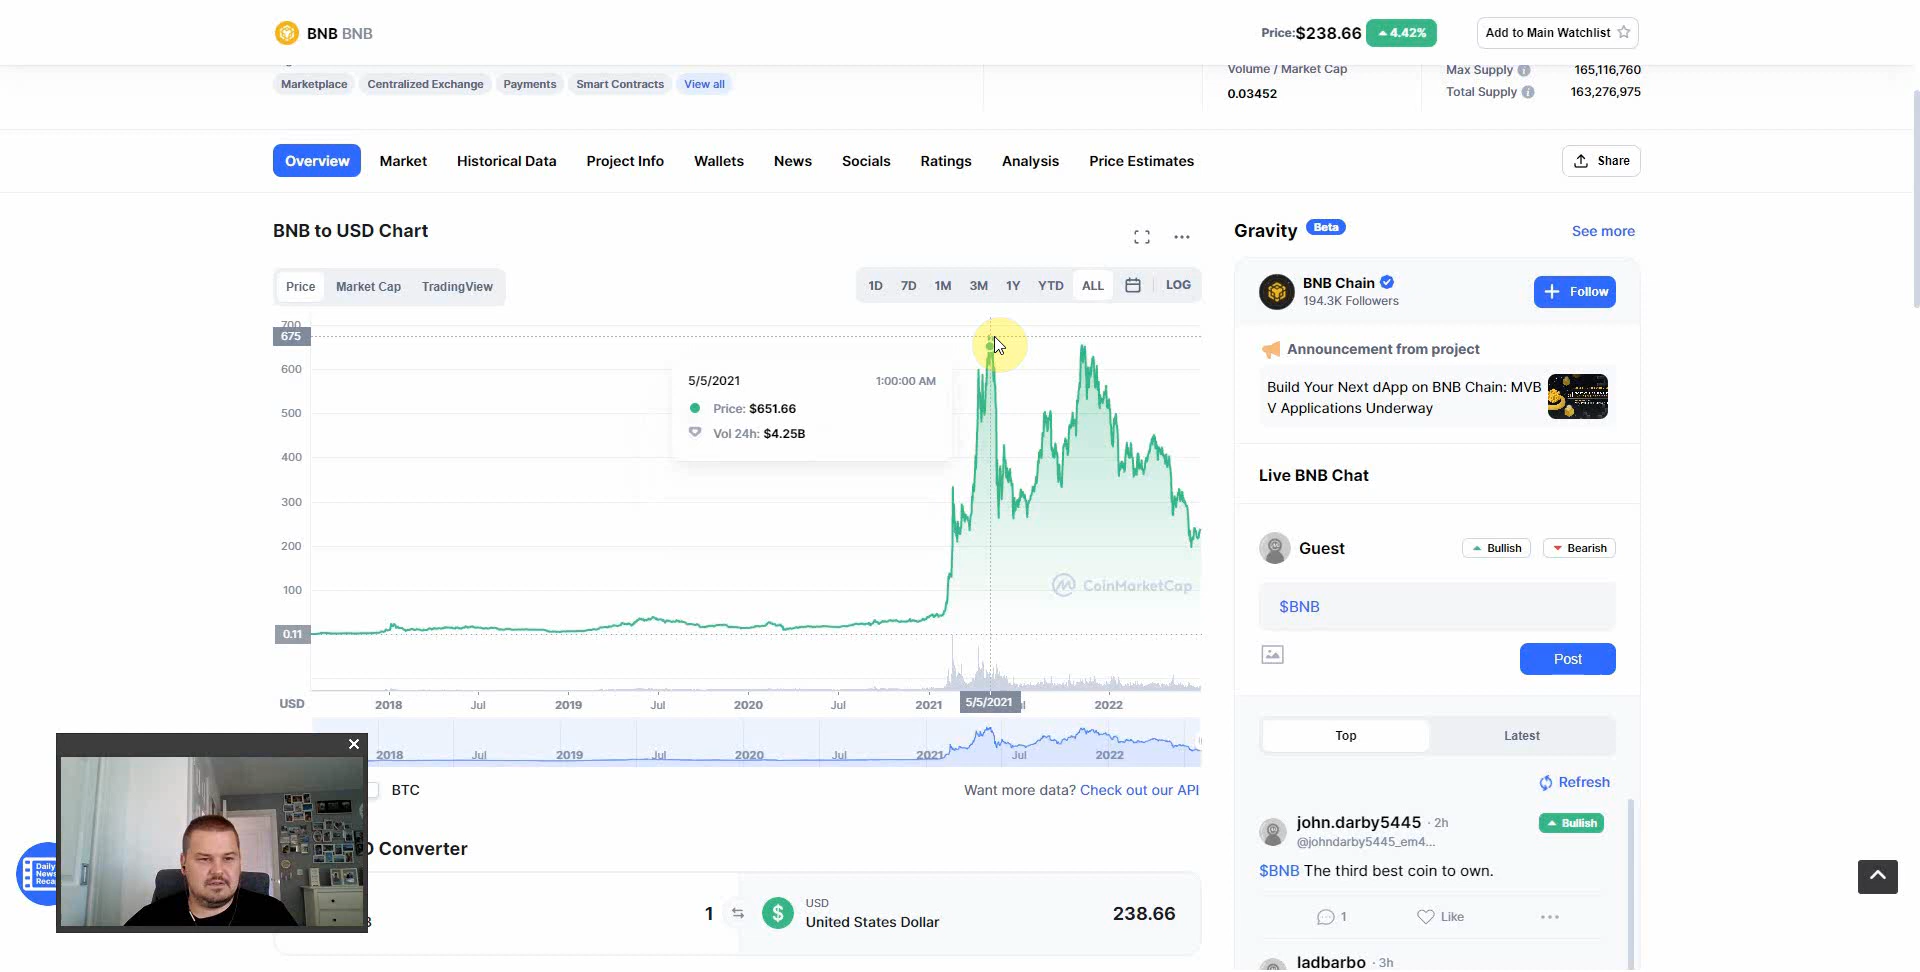 BNB BNB
Price:$238.66 4.42%
Add to Main Watchlist
Marketplace Centralized Exchange Payments Smart Contracts View all
Volume / Market Cap
0.03452
Max Supply 165,116,760
Total Supply 163,276,975
Overview Market Historical Data Project Info Wallets News Socials Ratings Analysis Price Estimates
Share
BNB to USD Chart
Price Market Cap TradingView
1D 7D 1M 3M 1Y YTD ALL LOG
700
675
600
500
400
300
200
100
0.11
5/5/2021 1:00:00 AM
Price: $651.66
Vol 24h: $4.25B
CoinMarketCap
USD 2018 Jul 2019 Jul 2020 Jul 2021 5/5/2021 2022
2018 Jul 2019 Jul 2020 Jul 2021 Jul 2022
BTC
Want more data? Check out our API
Converter
1
USD
United States Dollar
238.66
Daily
News
Recap
Gravity Beta
See more
BNB Chain
194.3K Followers
Follow
Announcement from project
Build Your Next dApp on BNB Chain: MVB
V Applications Underway
Live BNB Chat
Guest
Bullish Bearish
$BNB
Post
Top Latest
Refresh
john.darby5445 · 2h
Bullish
@johndarby5445_em4...
$BNB The third best coin to own.
1 Like
ladbarbo · 3h